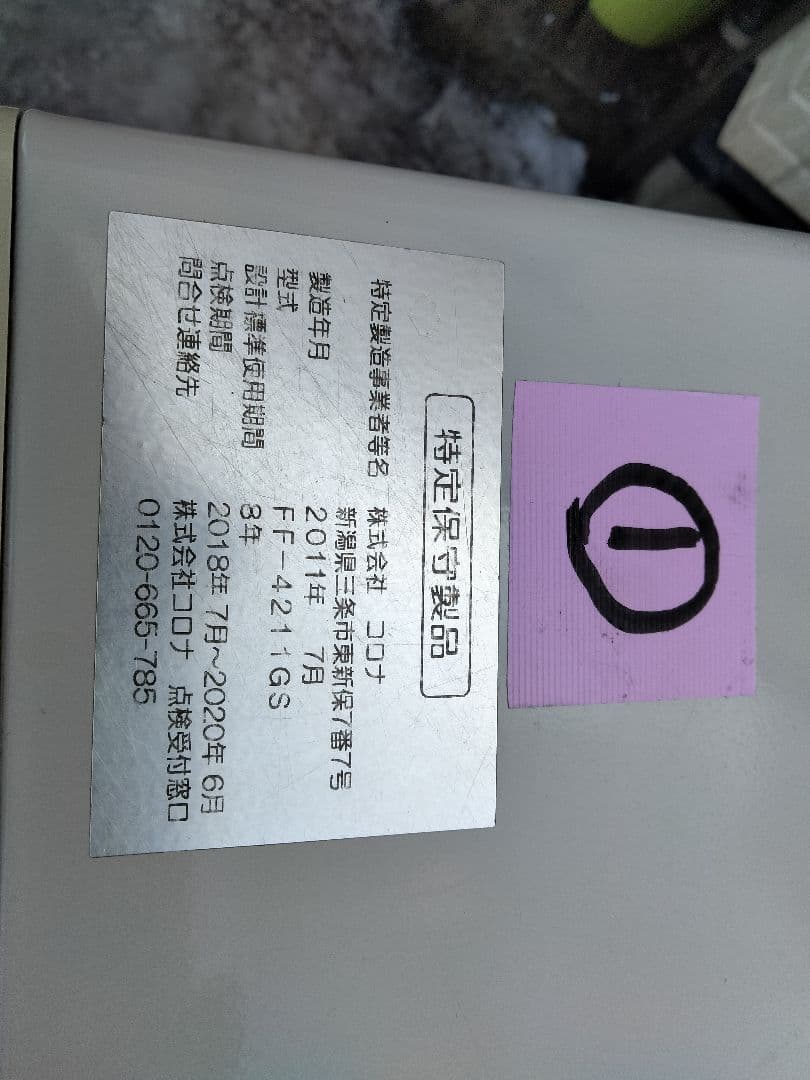 特定保守製品
特定製造事業者等名 株式会社 コロナ
新潟県三条市東新保7番7号
製造年月 2011年 7月
型式 FF-4211GS
設計標準使用期間 8年
点検期間 2018年 7月~2020年 6月
問合せ連絡先 株式会社コロナ 点検受付窓口
0120-665-785
①